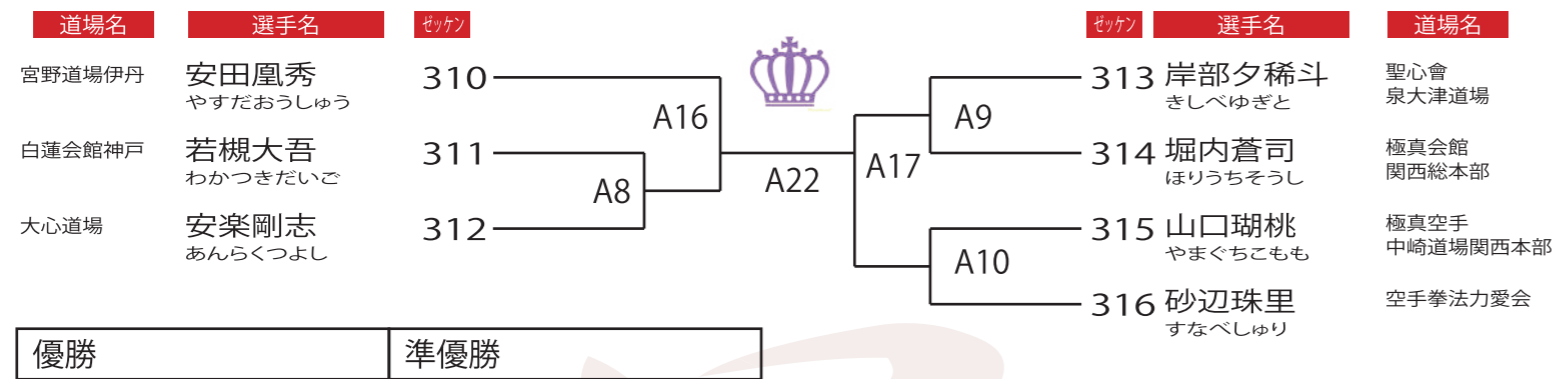 道場名 選手名 ゼッケン ゼッケン 選手名 道場名
宮野道場伊丹 安田凰秀 310
やすだおうしゅう
白蓮会館神戸 若槻大吾 311
わかつきだいご
大心道場 安楽剛志 312
あんらくつよし
A16
A8
A22
A17
A9
A10
313 岸部夕稀斗 聖心會
きしべゆぎと 泉大津道場
314 堀内蒼司 極真会館
ほりうちそうし 関西総本部
315 山口瑚桃 極真空手
やまぐちこもも 中崎道場関西本部
316 砂辺珠里 空手拳法力愛会
すなべしゅり
優勝 準優勝